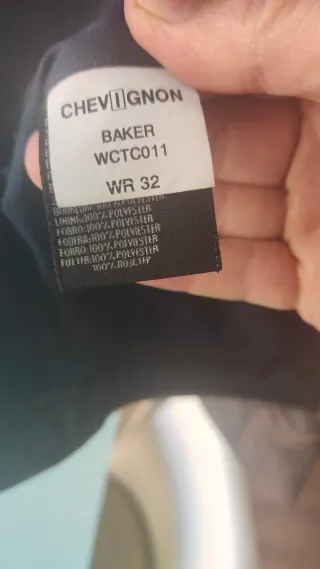 CHEVIGNON
BAKER
WCTC011
WR 32
LINING:100%POLYESTER
FORRO:100%POLYESTER
FODERA:100%POLYESTER
FORRO:100%POLYESTER
FUTTER:100%POLYESTER